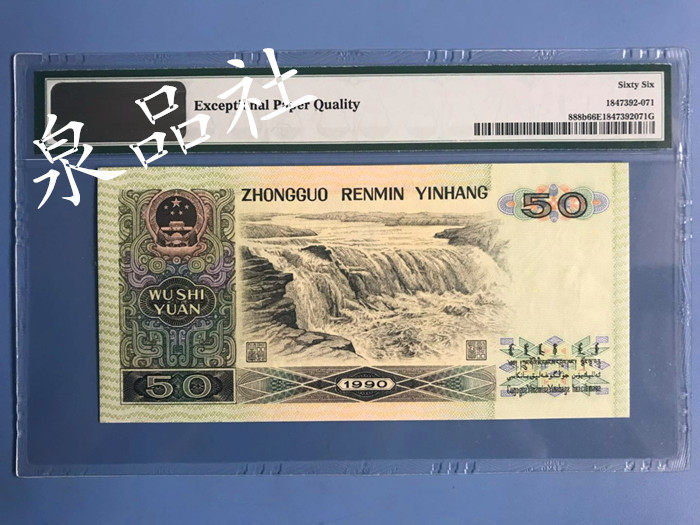 泉品社
Exceptional Paper Quality
Sixty Six
1847392-071
888b66E1847392071G
ZHONGGUO RENMIN YINHANG
50
WU SHI
YUAN
50
1990